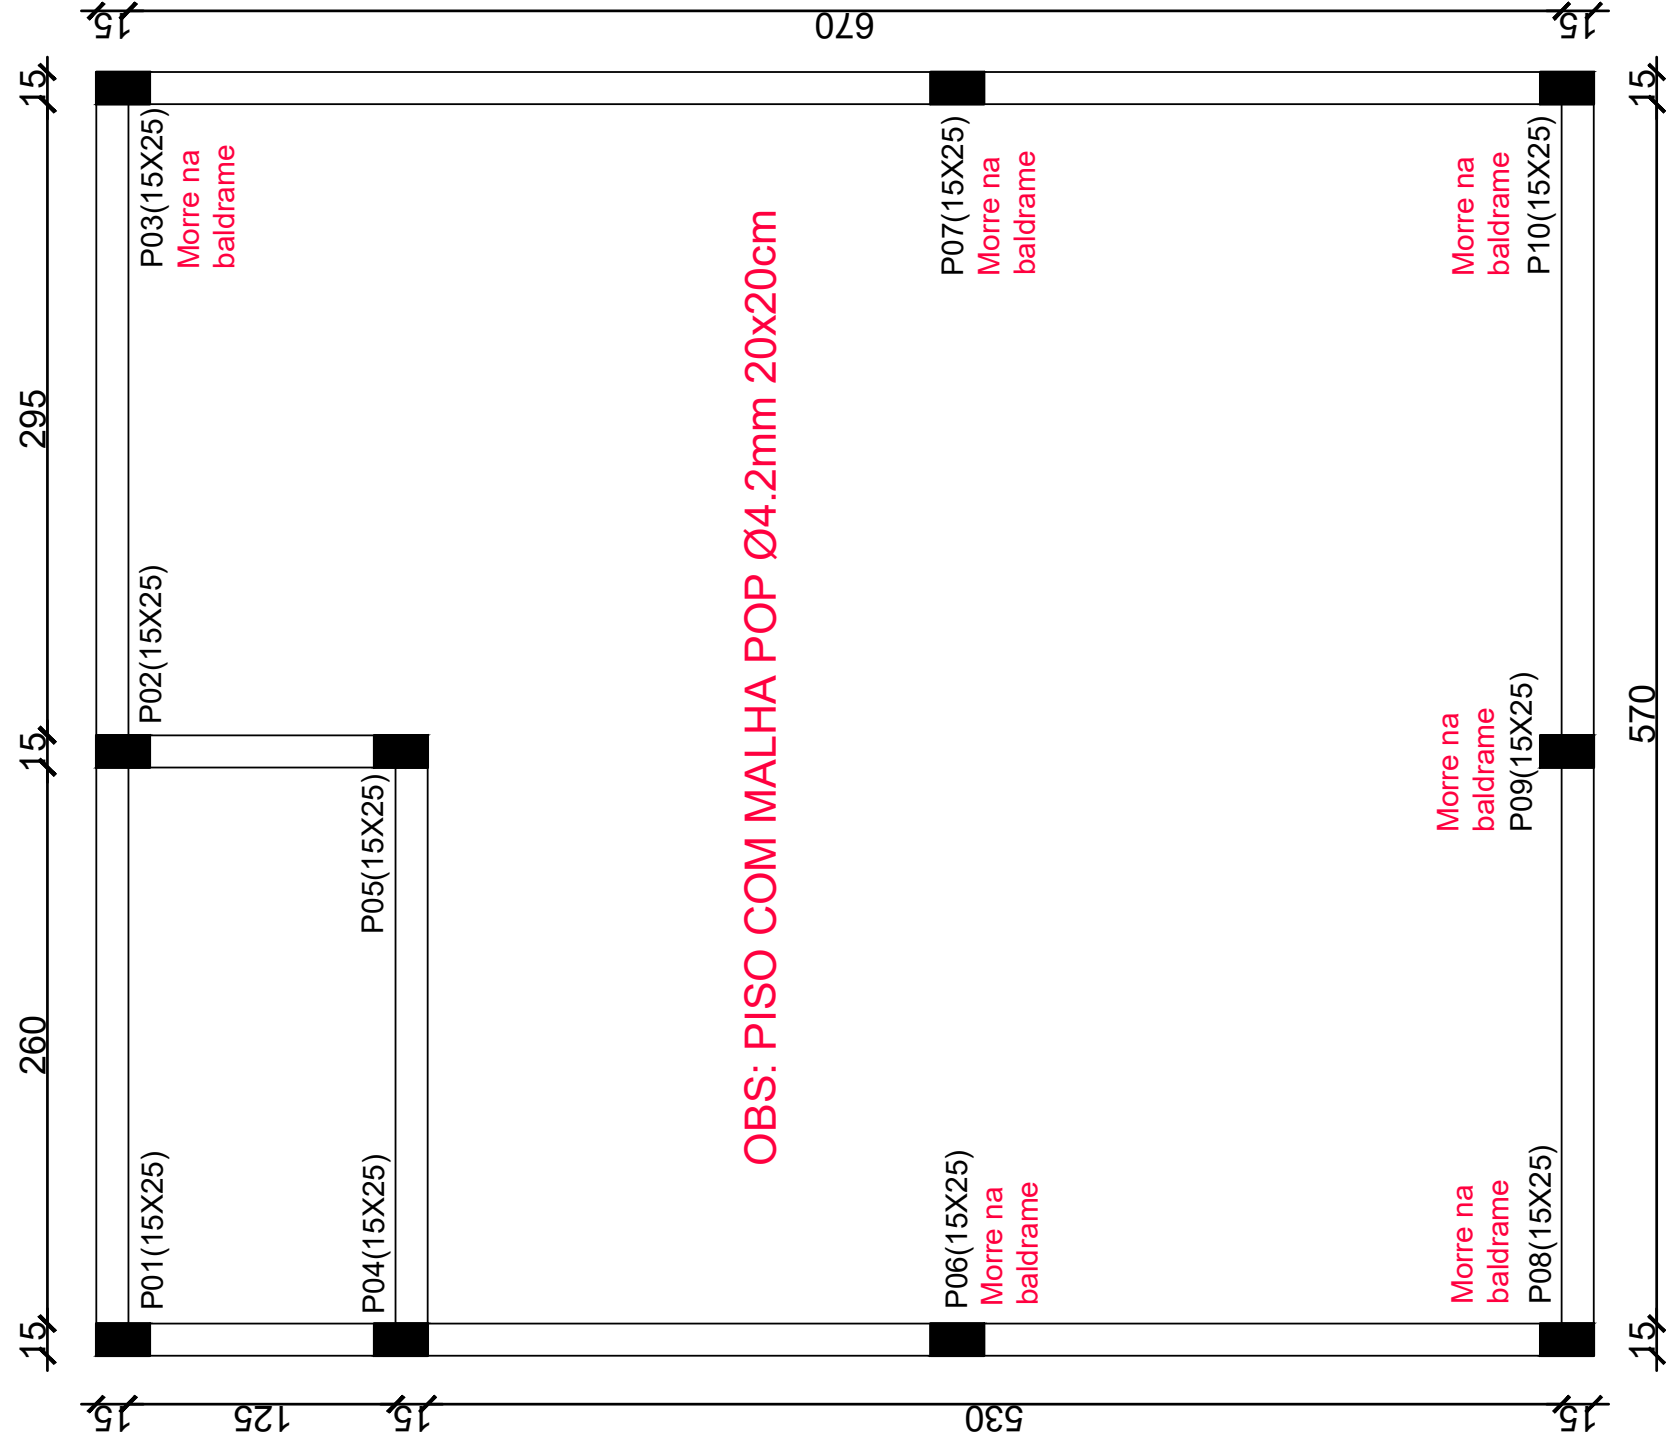 15
670
15
15
295
15
260
15
15
570
15
15
125
15
530
15
P01(15X25)
P02(15X25)
P03(15X25)
Morre na
baldrame
P04(15X25)
P05(15X25)
OBS: PISO COM MALHA POP Ø4.2mm 20x20cm
P06(15X25)
Morre na
baldrame
P07(15X25)
Morre na
baldrame
Morre na
baldrame
P08(15X25)
Morre na
baldrame
P09(15X25)
Morre na
baldrame
P10(15X25)